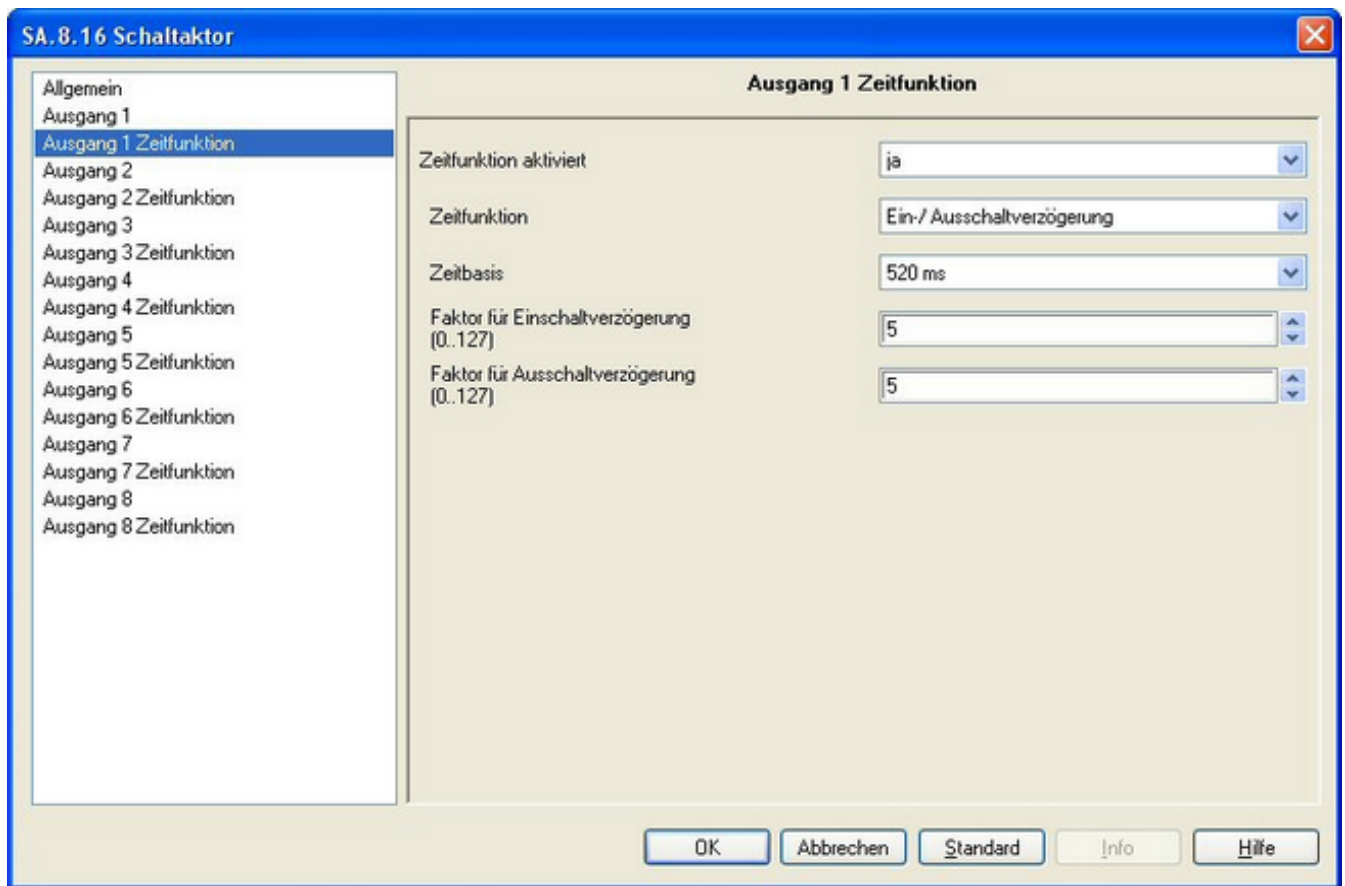 SA.8.16 Schaltaktor
Allgemein
Ausgang 1
Ausgang 1 Zeitfunktion
Ausgang 2
Ausgang 2 Zeitfunktion
Ausgang 3
Ausgang 3 Zeitfunktion
Ausgang 4
Ausgang 4 Zeitfunktion
Ausgang 5
Ausgang 5 Zeitfunktion
Ausgang 6
Ausgang 6 Zeitfunktion
Ausgang 7
Ausgang 7 Zeitfunktion
Ausgang 8
Ausgang 8 Zeitfunktion
Ausgang 1 Zeitfunktion
Zeitfunktion aktiviert
ja
Zeitfunktion
Ein-/ Ausschaltverzögerung
Zeitbasis
520 ms
Faktor für Einschaltverzögerung
(0..127)
5
Faktor für Ausschaltverzögerung
(0..127)
5
OK
Abbrechen
Standard
Info
Hilfe